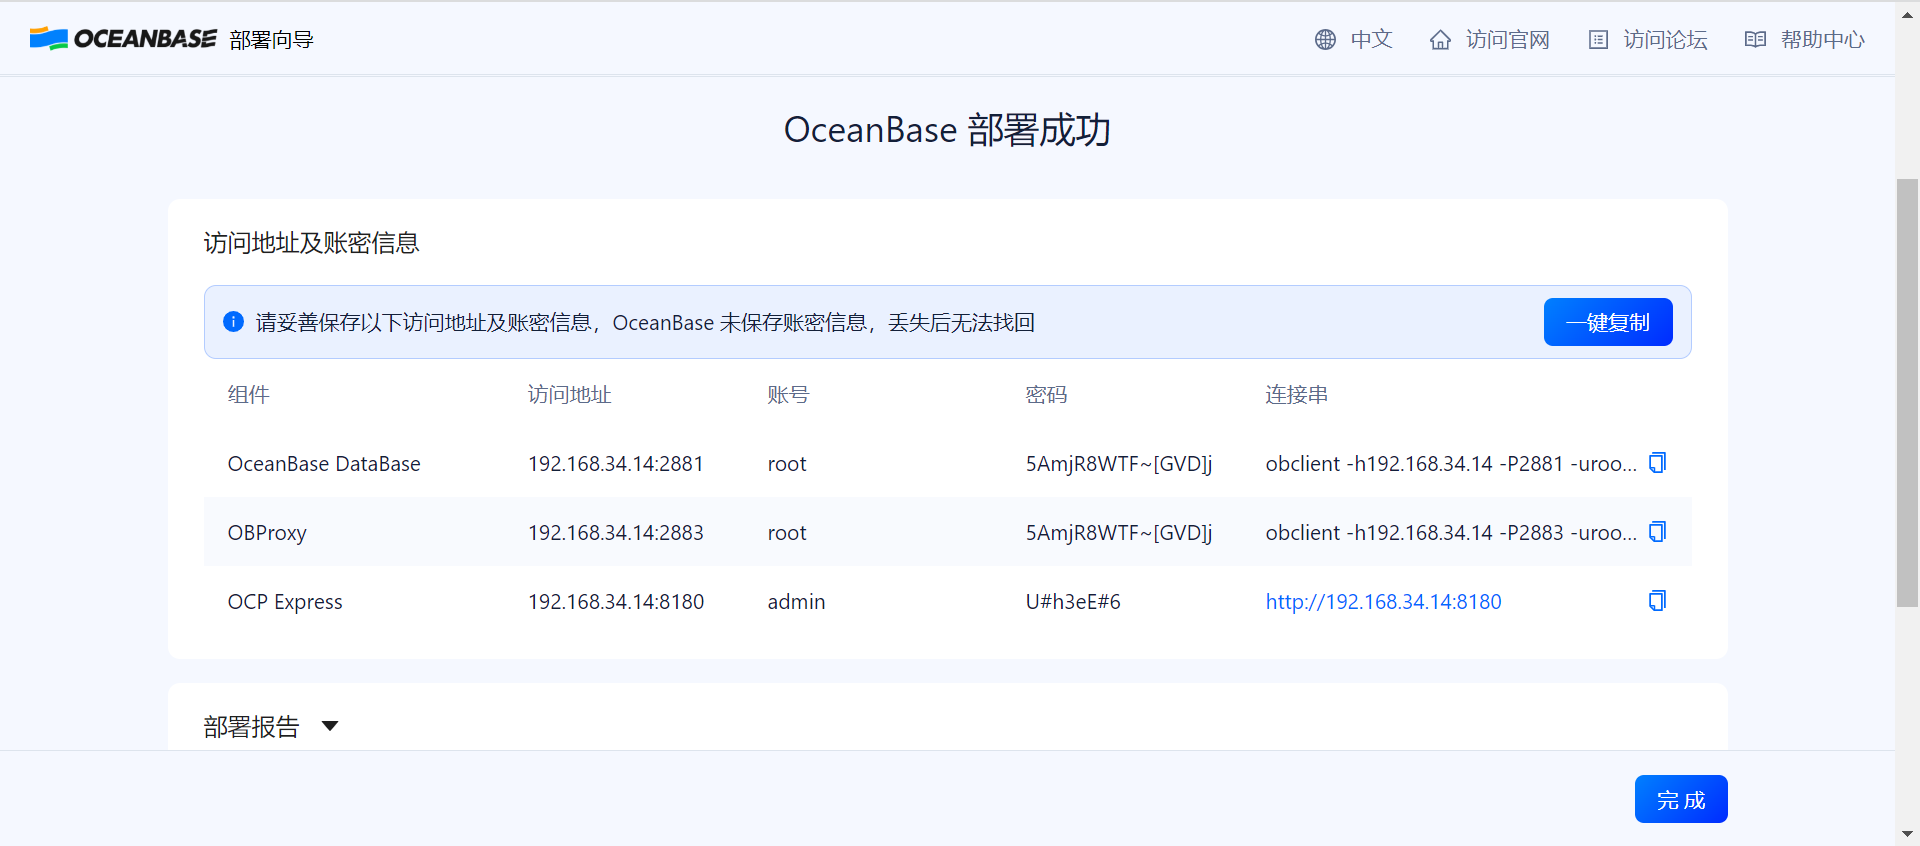 OCEANBASE 部署向导 中文 访问官网 访问论坛 帮助中心
OceanBase 部署成功
访问地址及账密信息
请妥善保存以下访问地址及账密信息，OceanBase 未保存账密信息，丢失后无法找回 一键复制
组件 访问地址 账号 密码 连接串
OceanBase DataBase 192.168.34.14:2881 root 5AmjR8WTF~[GVD]j obclient -h192.168.34.14 -P2881 -uroo...
OBProxy 192.168.34.14:2883 root 5AmjR8WTF~[GVD]j obclient -h192.168.34.14 -P2883 -uroo...
OCP Express 192.168.34.14:8180 admin U#h3eE#6 http://192.168.34.14:8180
部署报告
完成